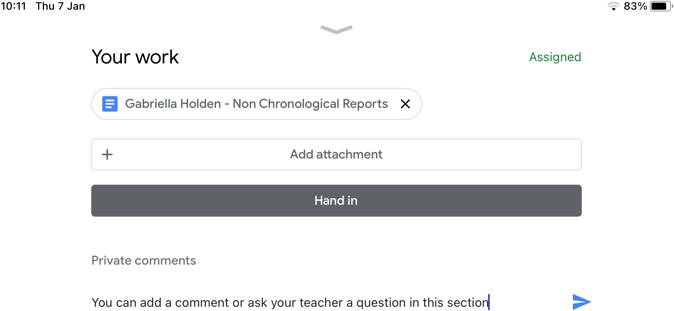 10:11 Thu 7 Jan 83%
Your work Assigned
Gabriella Holden - Non Chronological Reports
Add attachment
Hand in
Private comments
You can add a comment or ask your teacher a question in this section